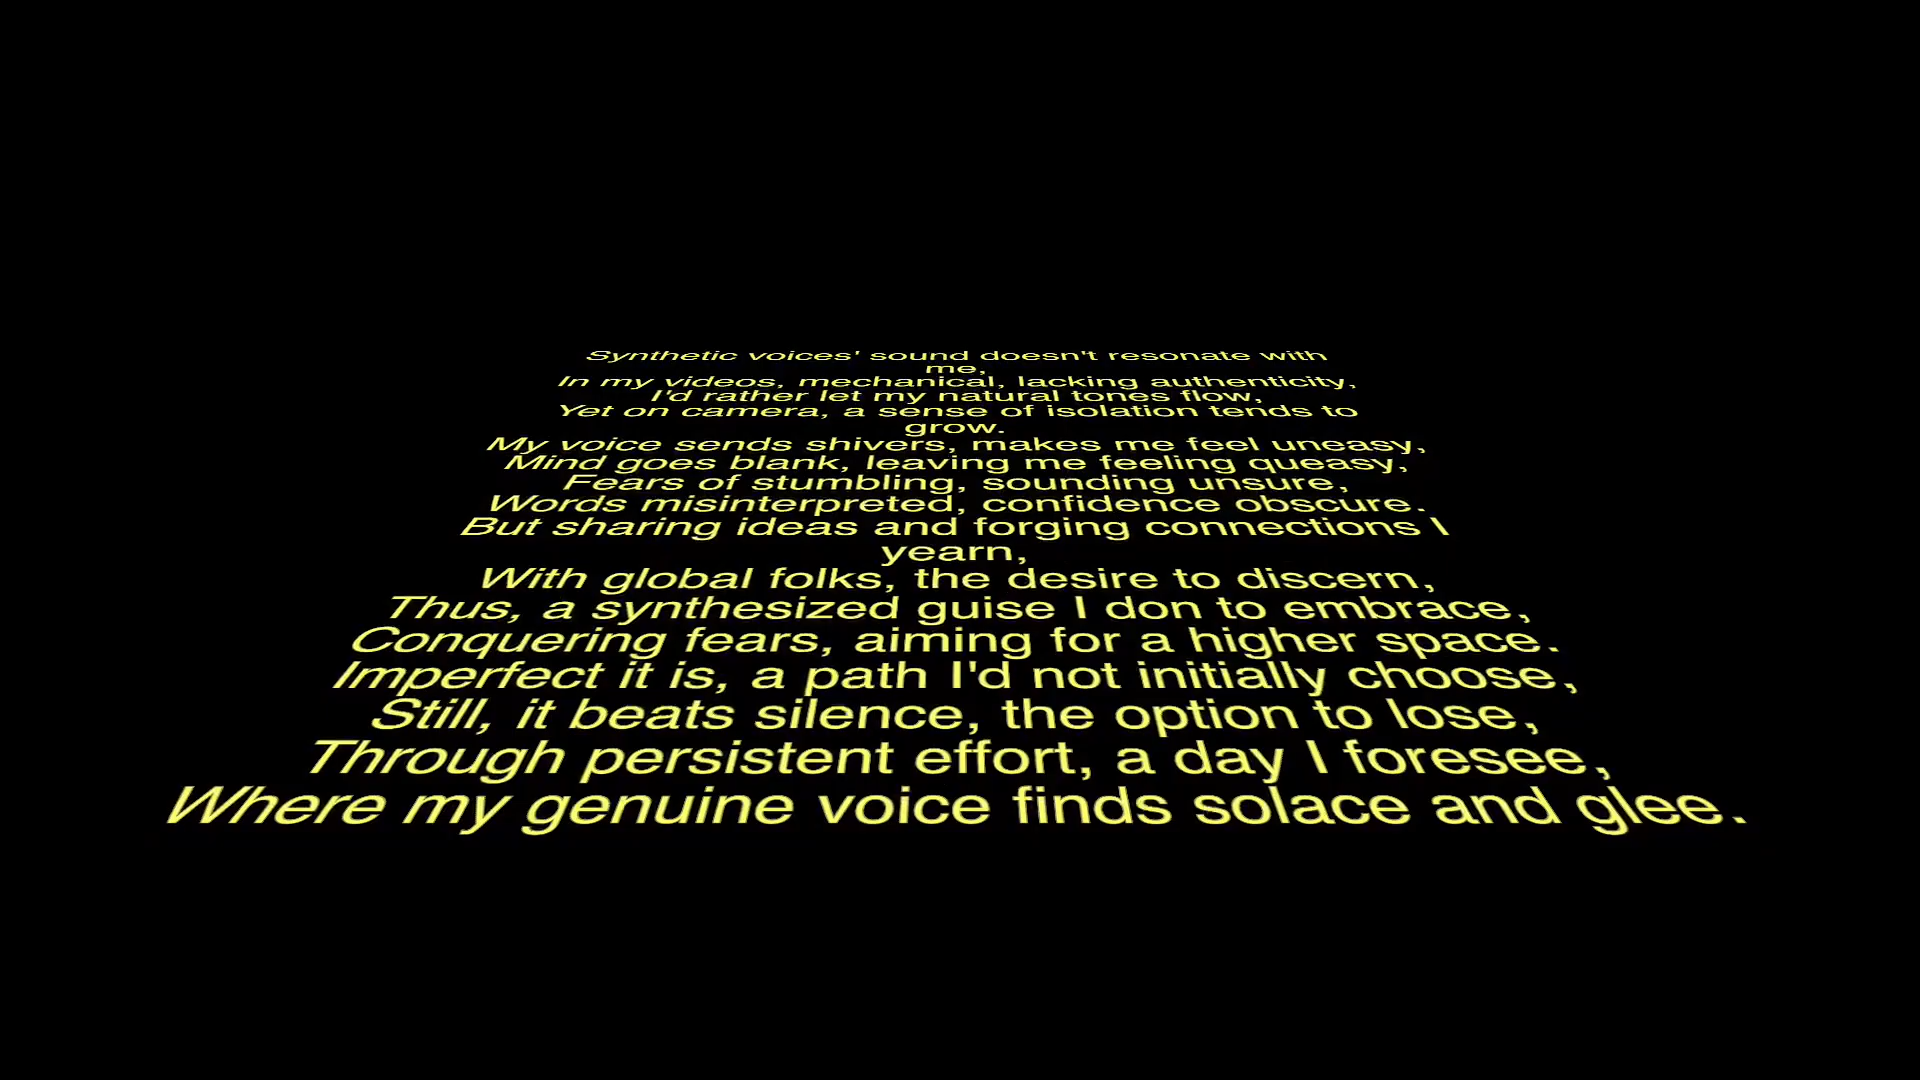 Synthetic voices' sound doesn't resonate with
me,
In my videos, mechanical, lacking authenticity,
I'd rather let my natural tones flow,
Yet on camera, a sense of isolation tends to
grow.
My voice sends shivers, makes me feel uneasy,
Mind goes blank, leaving me feeling queasy,
Fears of stumbling, sounding unsure,
Words misinterpreted, confidence obscure.
But sharing ideas and forging connections I
yearn,
With global folks, the desire to discern,
Thus, a synthesized guise I don to embrace,
Conquering fears, aiming for a higher space.
Imperfect it is, a path I'd not initially choose,
Still, it beats silence, the option to lose,
Through persistent effort, a day I foresee,
Where my genuine voice finds solace and glee.